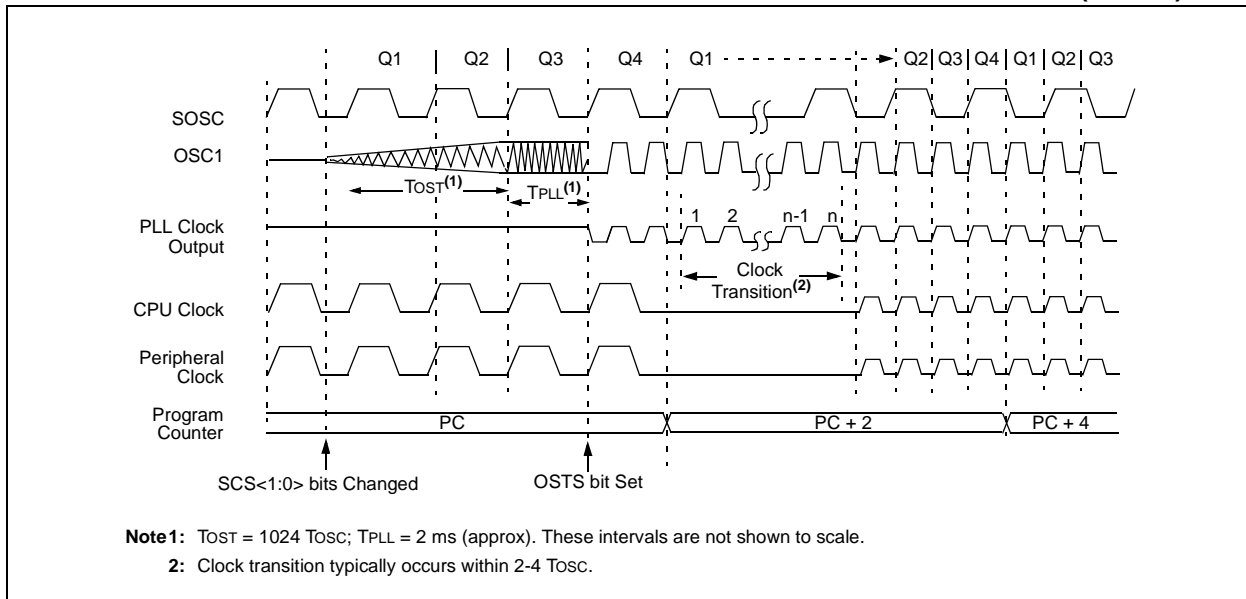 Q1 Q2 Q3 Q4 Q1 Q2 Q3 Q4 Q1 Q2 Q3
SOSC
OSC1
TOST(1)
TPLL(1)
1 2 n-1 n
PLL Clock
Output
Clock
Transition(2)
CPU Clock
Peripheral
Clock
Program
Counter
PC PC + 2 PC + 4
SCS<1:0> bits Changed
OSTS bit Set
Note1: TOST = 1024 TOSC; TPLL = 2 ms (approx). These intervals are not shown to scale.
2: Clock transition typically occurs within 2-4 TOSC.